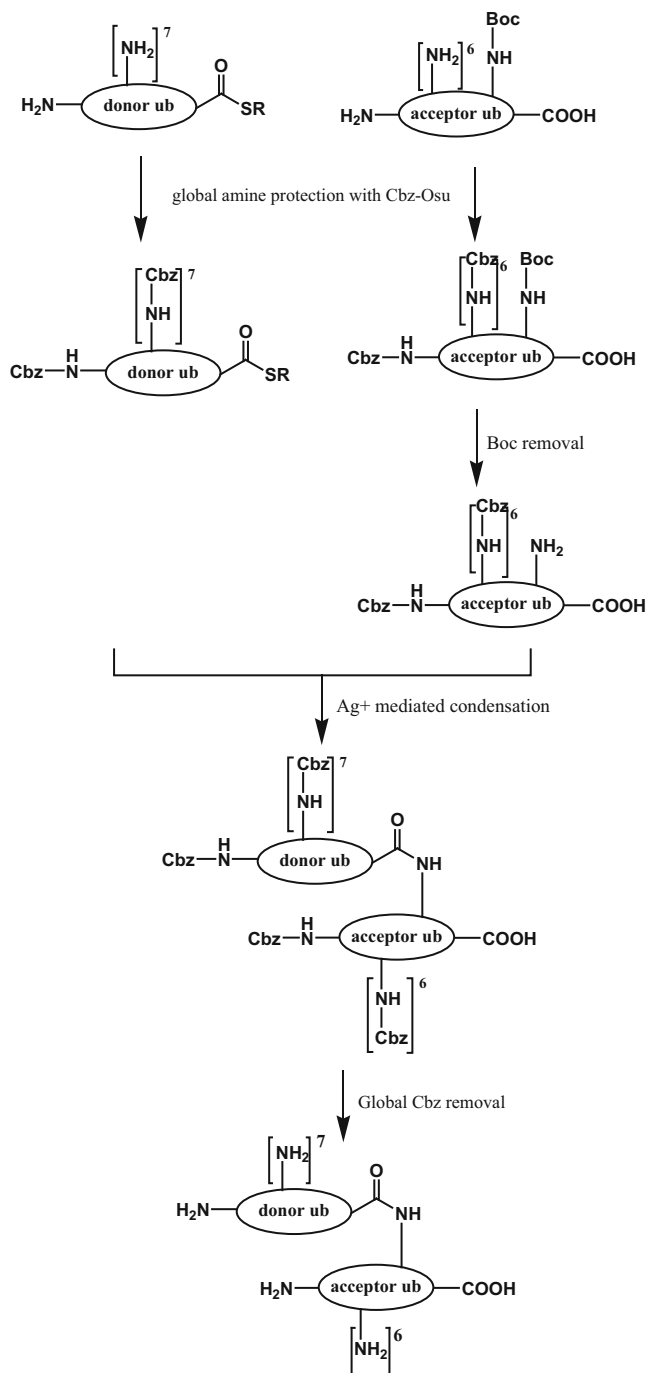 7
NH2
O
H2N
donor ub
SR
Boc
6
NH2
NH
H2N
acceptor ub
COOH
global amine protection with Cbz-Osu
Cbz
7
NH
O
Cbz
H
N
donor ub
SR
Cbz
6
Boc
NH
NH
Cbz
H
N
acceptor ub
COOH
Boc removal
Cbz
6
NH
NH2
Cbz
H
N
acceptor ub
COOH
Ag+ mediated condensation
Cbz
7
NH
O
Cbz
H
N
donor ub
NH
Cbz
H
N
acceptor ub
COOH
6
NH
Cbz
Global Cbz removal
7
NH2
O
H2N
donor ub
NH
H2N
acceptor ub
COOH
6
NH2